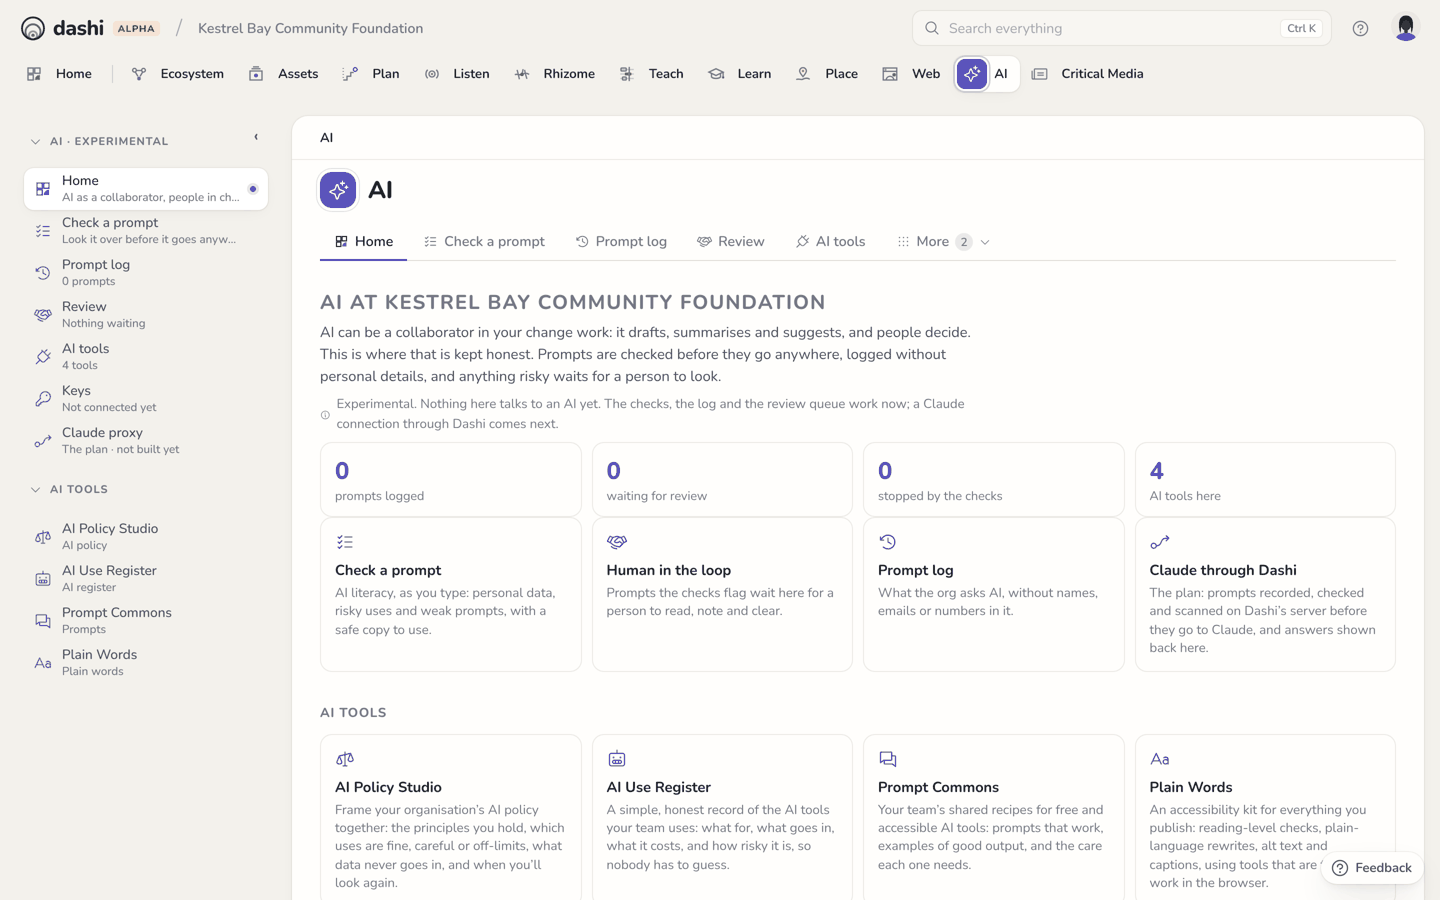 dashi ALPHA / Kestrel Bay Community Foundation
Search everything
Ctrl K
Home
Ecosystem
Assets
Plan
Listen
Rhizome
Teach
Learn
Place
Web
AI
Critical Media
AI · EXPERIMENTAL
Home
AI as a collaborator, people in ch...
Check a prompt
Look it over before it goes anyw...
Prompt log
0 prompts
Review
Nothing waiting
AI tools
4 tools
Keys
Not connected yet
Claude proxy
The plan · not built yet
AI TOOLS
AI Policy Studio
AI policy
AI Use Register
AI register
Prompt Commons
Prompts
Aa Plain Words
Plain words
AI
AI
Home
Check a prompt
Prompt log
Review
AI tools
More 2
AI AT KESTREL BAY COMMUNITY FOUNDATION
AI can be a collaborator in your change work: it drafts, summarises and suggests, and people decide.
This is where that is kept honest. Prompts are checked before they go anywhere, logged without
personal details, and anything risky waits for a person to look.
Experimental. Nothing here talks to an AI yet. The checks, the log and the review queue work now; a Claude
connection through Dashi comes next.
0
prompts logged
0
waiting for review
0
stopped by the checks
4
AI tools here
Check a prompt
AI literacy, as you type: personal data,
risky uses and weak prompts, with a
safe copy to use.
Human in the loop
Prompts the checks flag wait here for a
person to read, note and clear.
Prompt log
What the org asks AI, without names,
emails or numbers in it.
Claude through Dashi
The plan: prompts recorded, checked
and scanned on Dashi's server before
they go to Claude, and answers shown
back here.
AI TOOLS
AI Policy Studio
Frame your organisation's AI policy
together: the principles you hold, which
uses are fine, careful or off-limits, what
data never goes in, and when you'll
look again.
AI Use Register
A simple, honest record of the AI tools
your team uses: what for, what goes in,
what it costs, and how risky it is, so
nobody has to guess.
Prompt Commons
Your team's shared recipes for free and
accessible AI tools: prompts that work,
examples of good output, and the care
each one needs.
Aa
Plain Words
An accessibility kit for everything you
publish: reading-level checks, plain-
language rewrites, alt text and
captions, using tools that are
work in the browser.
Feedback